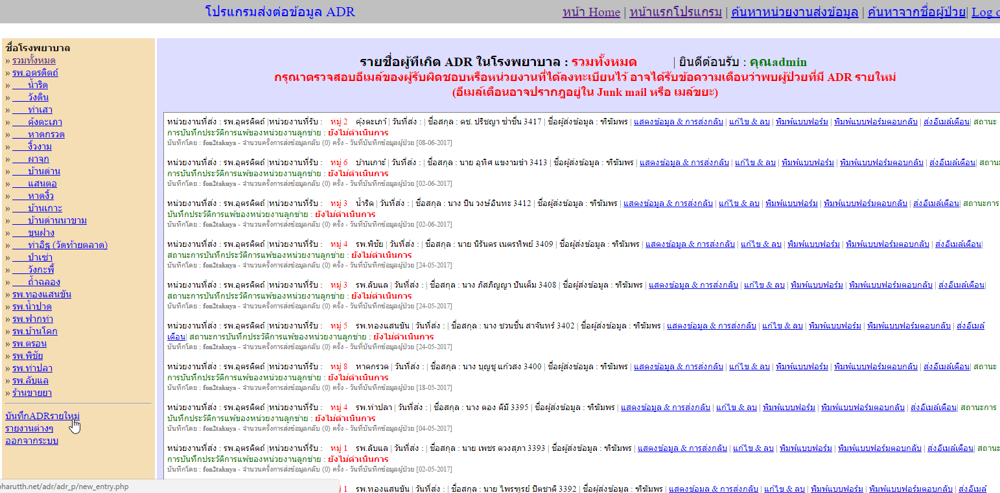 โปรแกรมส่งต่อข้อมูล ADR
หน้า Home | หน้าแรกโปรแกรม | ค้นหาหน่วยงานส่งข้อมูล | ค้นหาจากชื่อผู้ป่วย| Log o
ชื่อโรงพยาบาล
» รวมทั้งหมด
» รพ.อุตรดิตถ์
» น้ำริด
» วังดิน
» ท่าเสา
» คุ้งตะเภา
» หาดกรวด
» งิ้วงาม
» ผาจุก
» บ้านด่าน
» แสนตอ
» หาดงิ้ว
» บ้านเกาะ
» บ้านด่านนาขาม
» ขุนฝาง
» ท่าอิฐ (วัดท้ายตลาด)
» ป่าเซ่า
» วังกะพี้
» ถ้ำฉลอง
» รพ.ทองแสนขัน
» รพ.น้ำปาด
» รพ.ฟากท่า
» รพ.บ้านโคก
» รพ.ตรอน
» รพ.พิชัย
» รพ.ท่าปลา
» รพ.ลับแล
» ร้านขายยา
บันทึกADRรายใหม่
รายงานต่างๆ
ออกจากระบบ
รายชื่อผู้ที่เกิด ADR ในโรงพยาบาล : รวมทั้งหมด | ยินดีต้อนรับ : คุณadmin
กรุณาตรวจสอบอีเมล์ของผู้รับผิดชอบหรือหน่วยงานที่ได้ลงทะเบียนไว้ อาจได้รับข้อความเตือนว่าพบผู้ป่วยที่มี ADR รายใหม่
(อีเมล์เตือนอาจปรากฎอยู่ใน Junk mail หรือ เมล์ขยะ)
หน่วยงานที่ส่ง : รพ.อุตรดิตถ์ |หน่วยงานที่รับ : หมู่ 2 คุ้งตะเภา | วันที่ส่ง : | ชื่อสกุล : ดช. ปริชญา ชำชื่น 3417 | ชื่อผู้ส่งข้อมูล : ฑิฆัมพร | แสดงข้อมูล & การส่งกลับ | แก้ไข & ลบ | พิมพ์แบบฟอร์ม | พิมพ์แบบฟอร์มตอบกลับ | ส่งอีเมล์เตือน| สถานะ
การบันทึกประวัติการแพ้ของหน่วยงานลูกข่าย : ยังไม่ดำเนินการ
บันทึกโดย : fon2takuya - จำนวนครั้งการส่งข้อมูลกลับ (0) ครั้ง - วันที่บันทึกข้อมูลผู้ป่วย [08-06-2017]
หน่วยงานที่ส่ง : รพ.อุตรดิตถ์ |หน่วยงานที่รับ : หมู่ 6 บ้านเกาะ | วันที่ส่ง : | ชื่อสกุล : นาย อุทิศ แขงามขำ 3413 | ชื่อผู้ส่งข้อมูล : ฑิฆัมพร | แสดงข้อมูล & การส่งกลับ | แก้ไข & ลบ | พิมพ์แบบฟอร์ม | พิมพ์แบบฟอร์มตอบกลับ | ส่งอีเมล์เตือน| สถานะ
การบันทึกประวัติการแพ้ของหน่วยงานลูกข่าย : ยังไม่ดำเนินการ
บันทึกโดย : fon2takuya - จำนวนครั้งการส่งข้อมูลกลับ (0) ครั้ง - วันที่บันทึกข้อมูลผู้ป่วย [02-06-2017]
หน่วยงานที่ส่ง : รพ.อุตรดิตถ์ |หน่วยงานที่รับ : หมู่ 3 น้ำริด | วันที่ส่ง : | ชื่อสกุล : นาง ปีน วงษ์อินทะ 3412 | ชื่อผู้ส่งข้อมูล : ฑิฆัมพร | แสดงข้อมูล & การส่งกลับ | แก้ไข & ลบ | พิมพ์แบบฟอร์ม | พิมพ์แบบฟอร์มตอบกลับ | ส่งอีเมล์เตือน| สถานะการ
บันทึกประวัติการแพ้ของหน่วยงานลูกข่าย : ยังไม่ดำเนินการ
บันทึกโดย : fon2takuya - จำนวนครั้งการส่งข้อมูลกลับ (0) ครั้ง - วันที่บันทึกข้อมูลผู้ป่วย [02-06-2017]
หน่วยงานที่ส่ง : รพ.อุตรดิตถ์ |หน่วยงานที่รับ : หมู่ 4 รพ.พิชัย | วันที่ส่ง : | ชื่อสกุล : นาย นิรันตร เนตรทิพย์ 3409 | ชื่อผู้ส่งข้อมูล : ฑิฆัมพร | แสดงข้อมูล & การส่งกลับ | แก้ไข & ลบ | พิมพ์แบบฟอร์ม | พิมพ์แบบฟอร์มตอบกลับ | ส่งอีเมล์เตือน|
สถานะการบันทึกประวัติการแพ้ของหน่วยงานลูกข่าย : ยังไม่ดำเนินการ
บันทึกโดย : fon2takuya - จำนวนครั้งการส่งข้อมูลกลับ (0) ครั้ง - วันที่บันทึกข้อมูลผู้ป่วย [24-05-2017]
หน่วยงานที่ส่ง : รพ.อุตรดิตถ์ |หน่วยงานที่รับ : หมู่ 3 รพ.ลับแล | วันที่ส่ง : | ชื่อสกุล : นาง ภัสภิญญา ปันเต็ม 3408 | ชื่อผู้ส่งข้อมูล : ฑิฆัมพร | แสดงข้อมูล & การส่งกลับ | แก้ไข & ลบ | พิมพ์แบบฟอร์ม | พิมพ์แบบฟอร์มตอบกลับ | ส่งอีเมล์เตือน|
สถานะการบันทึกประวัติการแพ้ของหน่วยงานลูกข่าย : ยังไม่ดำเนินการ
บันทึกโดย : fon2takuya - จำนวนครั้งการส่งข้อมูลกลับ (0) ครั้ง - วันที่บันทึกข้อมูลผู้ป่วย [24-05-2017]
หน่วยงานที่ส่ง : รพ.อุตรดิตถ์ |หน่วยงานที่รับ : หมู่ 5 รพ.ทองแสนขัน | วันที่ส่ง : | ชื่อสกุล : นาง ชวนชื่น สาจันทร์ 3402 | ชื่อผู้ส่งข้อมูล : ฑิฆัมพร | แสดงข้อมูล & การส่งกลับ | แก้ไข & ลบ | พิมพ์แบบฟอร์ม | พิมพ์แบบฟอร์มตอบกลับ | ส่งอีเมล์
เตือน| สถานะการบันทึกประวัติการแพ้ของหน่วยงานลูกข่าย : ยังไม่ดำเนินการ
บันทึกโดย : fon2takuya - จำนวนครั้งการส่งข้อมูลกลับ (0) ครั้ง - วันที่บันทึกข้อมูลผู้ป่วย [24-05-2017]
หน่วยงานที่ส่ง : รพ.อุตรดิตถ์ |หน่วยงานที่รับ : หมู่ 8 หาดกรวด | วันที่ส่ง : | ชื่อสกุล : นาง บุญชู แก้วสง 3400 | ชื่อผู้ส่งข้อมูล : ฑิฆัมพร | แสดงข้อมูล & การส่งกลับ | แก้ไข & ลบ | พิมพ์แบบฟอร์ม | พิมพ์แบบฟอร์มตอบกลับ | ส่งอีเมล์เตือน| สถานะ
การบันทึกประวัติการแพ้ของหน่วยงานลูกข่าย : ยังไม่ดำเนินการ
บันทึกโดย : fon2takuya - จำนวนครั้งการส่งข้อมูลกลับ (0) ครั้ง - วันที่บันทึกข้อมูลผู้ป่วย [18-05-2017]
หน่วยงานที่ส่ง : รพ.อุตรดิตถ์ |หน่วยงานที่รับ : หมู่ 4 รพ.ท่าปลา | วันที่ส่ง : | ชื่อสกุล : นาง ตอง ดีมี 3395 | ชื่อผู้ส่งข้อมูล : ฑิฆัมพร | แสดงข้อมูล & การส่งกลับ | แก้ไข & ลบ | พิมพ์แบบฟอร์ม | พิมพ์แบบฟอร์มตอบกลับ | ส่งอีเมล์เตือน| สถานะการ
บันทึกประวัติการแพ้ของหน่วยงานลูกข่าย : ยังไม่ดำเนินการ
บันทึกโดย : fon2takuya - จำนวนครั้งการส่งข้อมูลกลับ (0) ครั้ง - วันที่บันทึกข้อมูลผู้ป่วย [04-05-2017]
หน่วยงานที่ส่ง : รพ.อุตรดิตถ์ |หน่วยงานที่รับ : หมู่ 1 รพ.ลับแล | วันที่ส่ง : | ชื่อสกุล : นาย เพชร ดวงสุภา 3393 | ชื่อผู้ส่งข้อมูล : ฑิฆัมพร | แสดงข้อมูล & การส่งกลับ | แก้ไข & ลบ | พิมพ์แบบฟอร์ม | พิมพ์แบบฟอร์มตอบกลับ | ส่งอีเมล์เตือน| สถานะ
การบันทึกประวัติการแพ้ของหน่วยงานลูกข่าย : ยังไม่ดำเนินการ
บันทึกโดย : fon2takuya - จำนวนครั้งการส่งข้อมูลกลับ (0) ครั้ง - วันที่บันทึกข้อมูลผู้ป่วย [02-05-2017]
1 รพ.ทองแสนขัน | วันที่ส่ง : | ชื่อสกุล : นาย ไพรฑูรย์ ปิตชาติ 3392 | ชื่อผู้ส่งข้อมูล : ฑิฆัมพร | แสดงข้อมูล & การส่งกลับ | แก้ไข & ลบ | พิมพ์แบบฟอร์ม | พิมพ์แบบฟอร์มตอบกลับ | ส่งอีเมล์
pharutth.net/adr/adr_p/new_entry.php